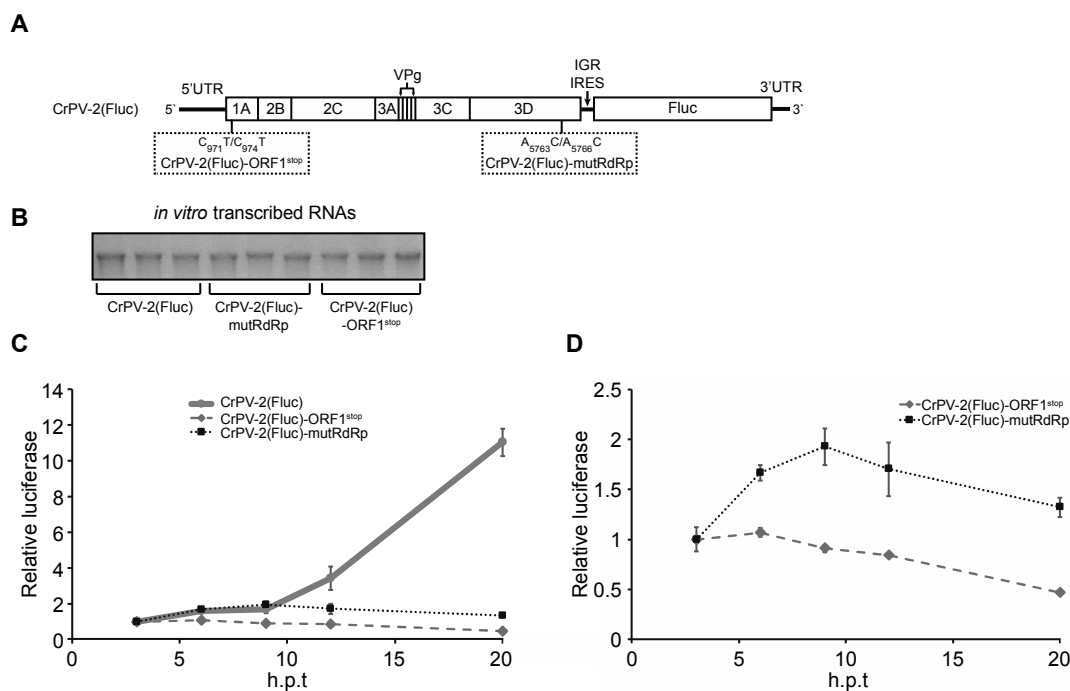 A
IGR
VPg IRES
5'UTR 3'UTR
CrPV-2(Fluc) 5` 1A 2B 2C 3A 3C 3D Fluc 3`
C971T/C974T A5763C/A5766C
CrPV-2(Fluc)-ORF1stop CrPV-2(Fluc)-mutRdRp
B
in vitro transcribed RNAs
CrPV-2(Fluc) CrPV-2(Fluc)- CrPV-2(Fluc)
mutRdRp -ORF1stop
C
14
12
10
8
6
4
2
0
0 5 10 15 20
Relative luciferase
h.p.t
CrPV-2(Fluc)
CrPV-2(Fluc)-ORF1stop
CrPV-2(Fluc)-mutRdRp
D
2.5
2
1.5
1
0.5
0
0 5 10 15 20
Relative luciferase
h.p.t
CrPV-2(Fluc)-ORF1stop
CrPV-2(Fluc)-mutRdRp